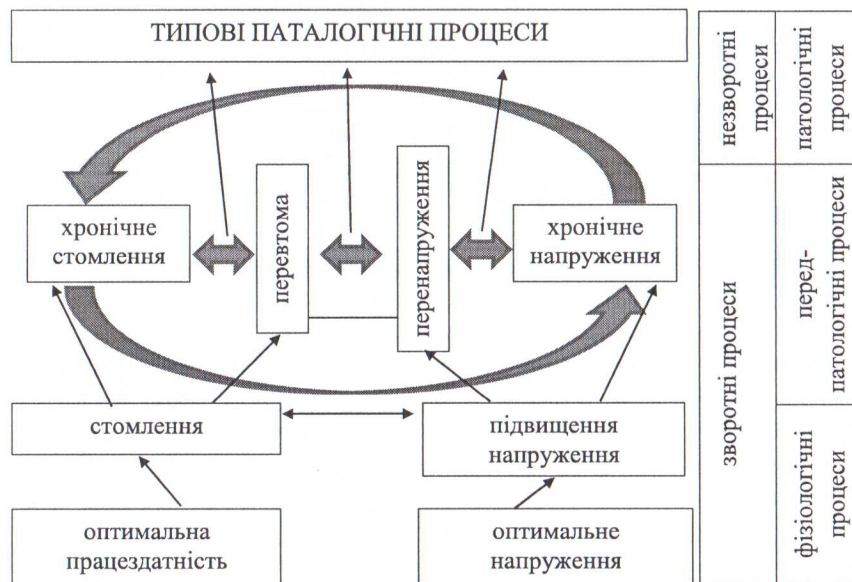 ТИПОВІ ПАТАЛОГІЧНІ ПРОЦЕСИ
незворотні
процеси
патологічні
процеси
хронічне
стомлення
перевтома
перенапруження
хронічне
напруження
зворотні процеси
перед-
патологічні процеси
стомлення
підвищення
напруження
фізіологічні
процеси
оптимальна
працездатність
оптимальне
напруження